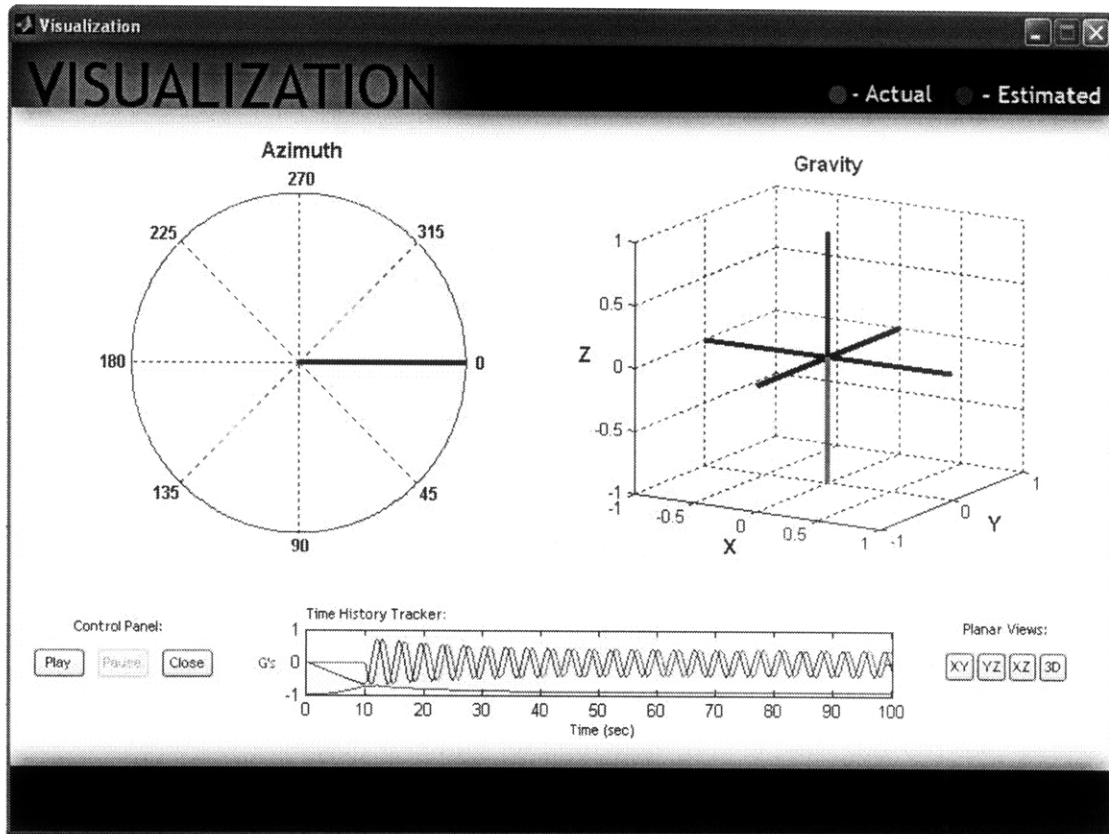 Visualization
VISUALIZATION
- Actual - Estimated
Azimuth
270
225
315
180
0
135
45
90
Gravity
1
0.5
Z
0
-0.5
-1
-1
-0.5
0
0.5
1
X
-1
0
1
Y
Control Panel:
Play Pause Close
Time History Tracker:
1
G's 0
-1
0 10 20 30 40 50 60 70 80 90 100
Time (sec)
Planar Views:
XY YZ XZ 3D